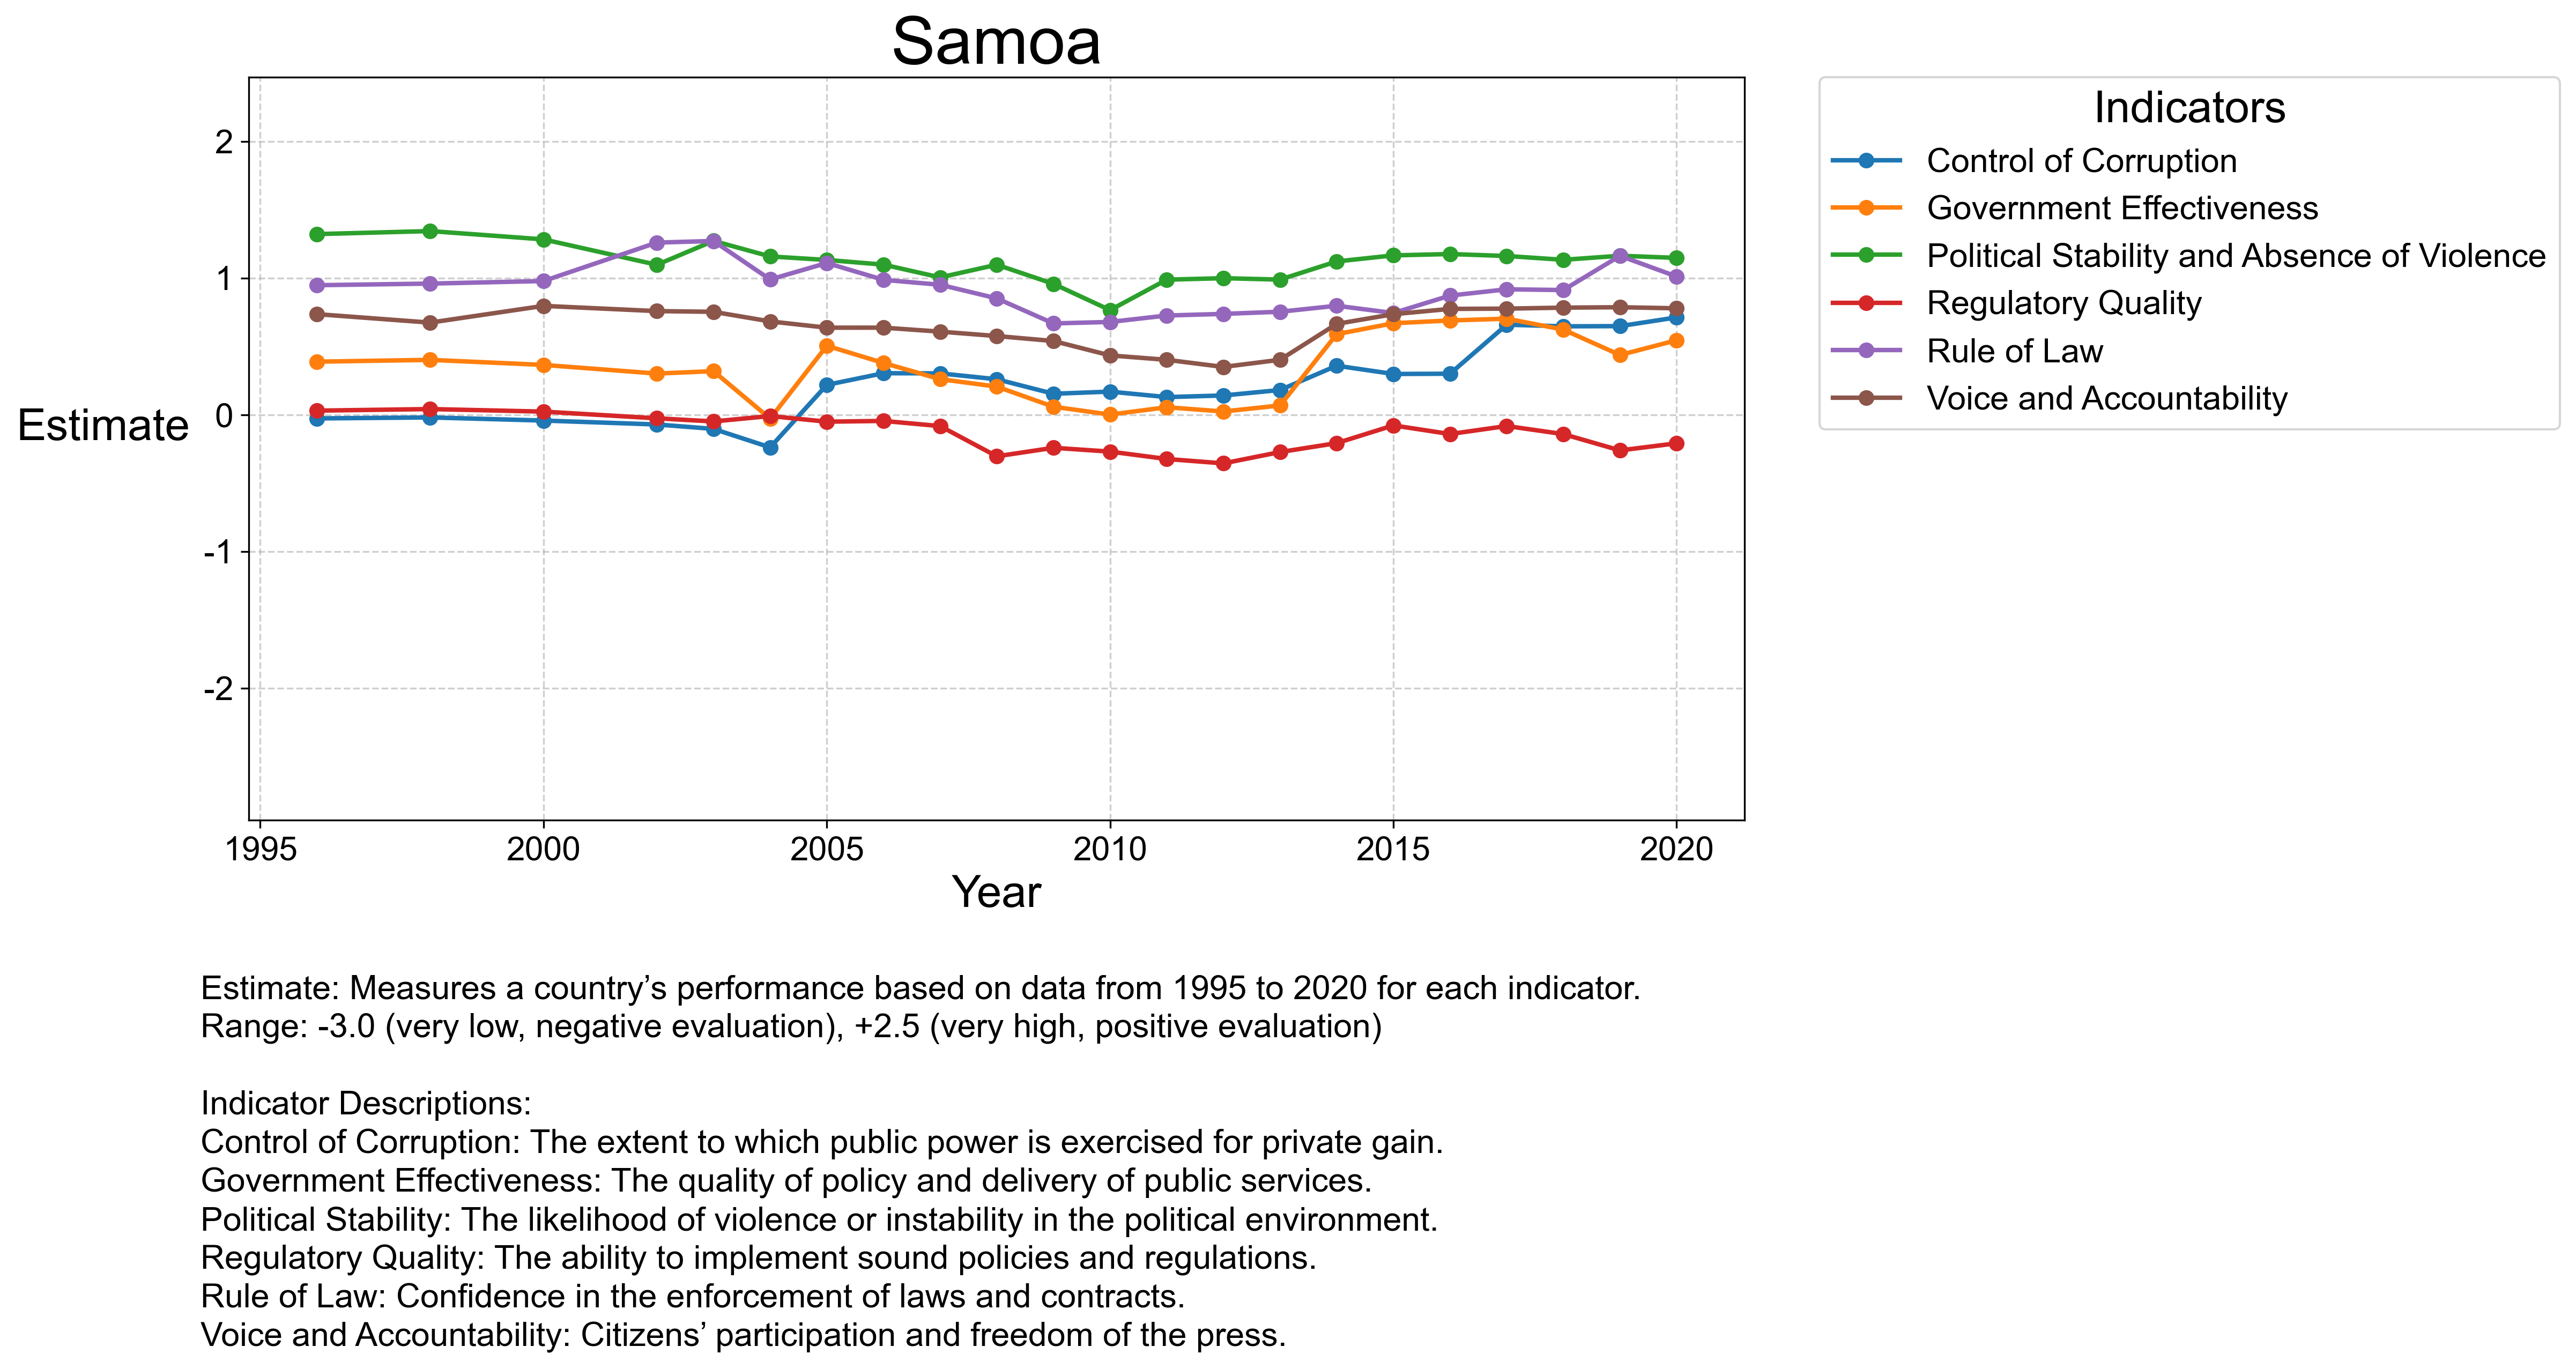 Samoa
Indicators
Control of Corruption
Government Effectiveness
Political Stability and Absence of Violence
Regulatory Quality
Rule of Law
Voice and Accountability
Estimate
2
1
0
-1
-2
1995 2000 2005 2010 2015 2020
Year
Estimate: Measures a country’s performance based on data from 1995 to 2020 for each indicator.
Range: -3.0 (very low, negative evaluation), +2.5 (very high, positive evaluation)
Indicator Descriptions:
Control of Corruption: The extent to which public power is exercised for private gain.
Government Effectiveness: The quality of policy and delivery of public services.
Political Stability: The likelihood of violence or instability in the political environment.
Regulatory Quality: The ability to implement sound policies and regulations.
Rule of Law: Confidence in the enforcement of laws and contracts.
Voice and Accountability: Citizens’ participation and freedom of the press.